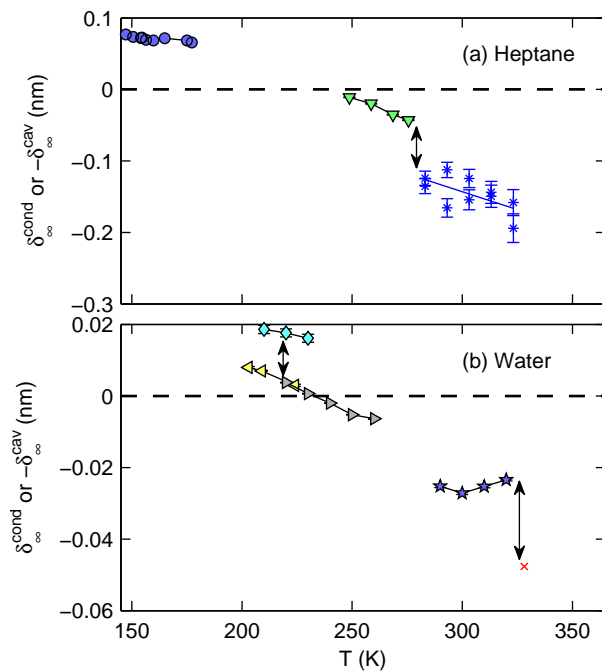 0.1
0
−0.1
−0.2
−0.3
δ∞^cond or −δ∞^cav (nm)
(a) Heptane
0.02
0
−0.02
−0.04
−0.06
δ∞^cond or −δ∞^cav (nm)
(b) Water
150 200 250 300 350
T (K)